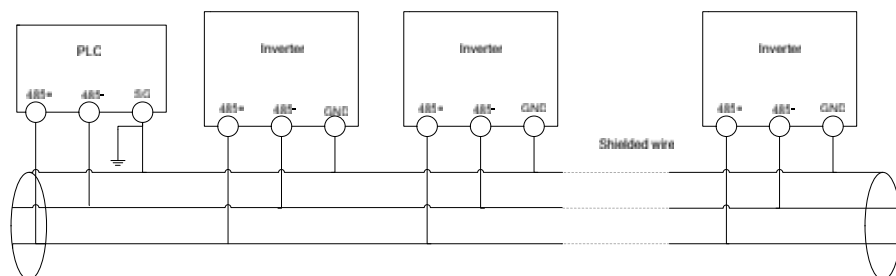 PLC
485+ 485- SG
Inverter
485+ 485- GND
Inverter
485+ 485- GND
Inverter
485+ 485- GND
Shielded wire